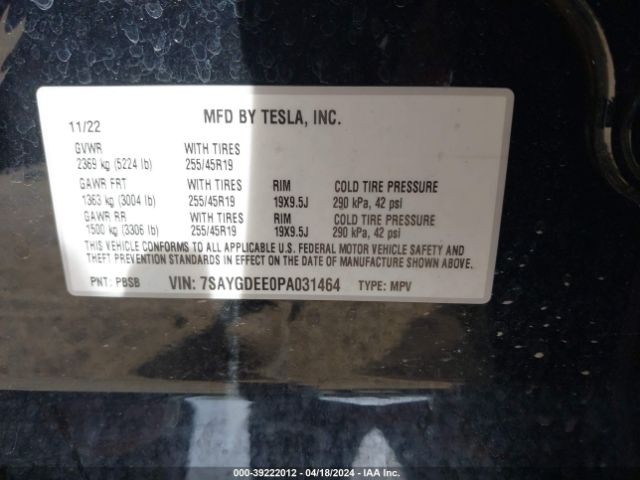 11/22 MFD BY TESLA, INC.
GVWR WITH TIRES
2369 kg (5224 lb) 255/45R19
GAWR FRT WITH TIRES RIM COLD TIRE PRESSURE
1363 kg (3004 lb) 255/45R19 19X9.5J 290 kPa, 42 psi
GAWR RR WITH TIRES RIM COLD TIRE PRESSURE
1500 kg (3306 lb) 255/45R19 19X9.5J 290 kPa, 42 psi
THIS VEHICLE CONFORMS TO ALL APPLICABLE U.S. FEDERAL MOTOR VEHICLE SAFETY AND
THEFT PREVENTION STANDARDS IN EFFECT ON THE DATE OF MANUFACTURE SHOWN ABOVE.
PNT: PBSB VIN: 7SAYGDEE0PA031464 TYPE: MPV
000-39222012 - 04/18/2024 - IAA Inc.